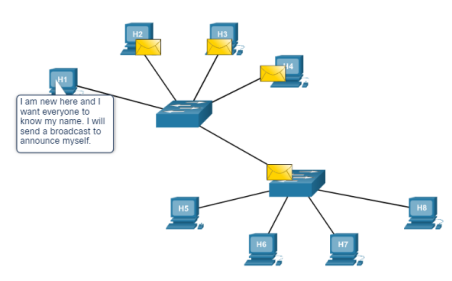 H2
H3
H4
H1
I am new here and I
want everyone to
know my name. I will
send a broadcast to
announce myself.
H5
H8
H6
H7